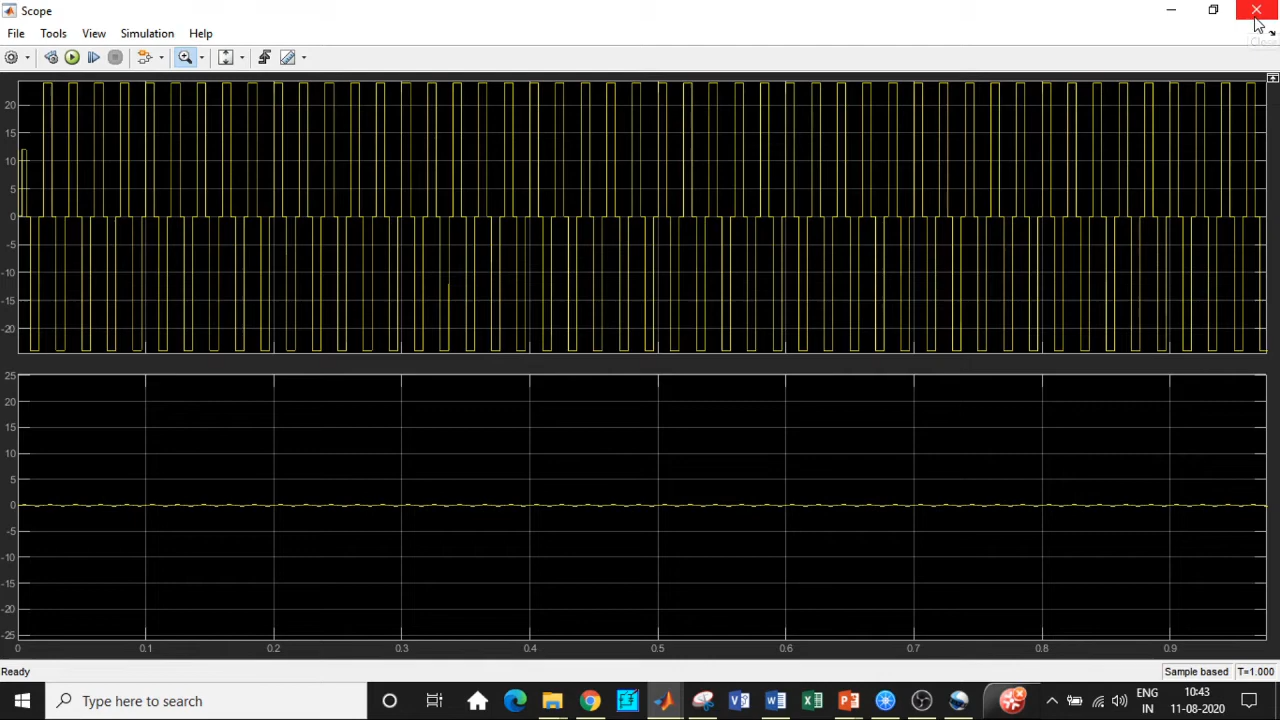 Scope
File Tools View Simulation Help
Close
20
15
10
5
0
-5
-10
-15
-20
25
20
15
10
5
0
-5
-10
-15
-20
-25
0 0.1 0.2 0.3 0.4 0.5 0.6 0.7 0.8 0.9
Ready Sample based T=1.000
Type here to search
ENG 10:43
IN 11-08-2020